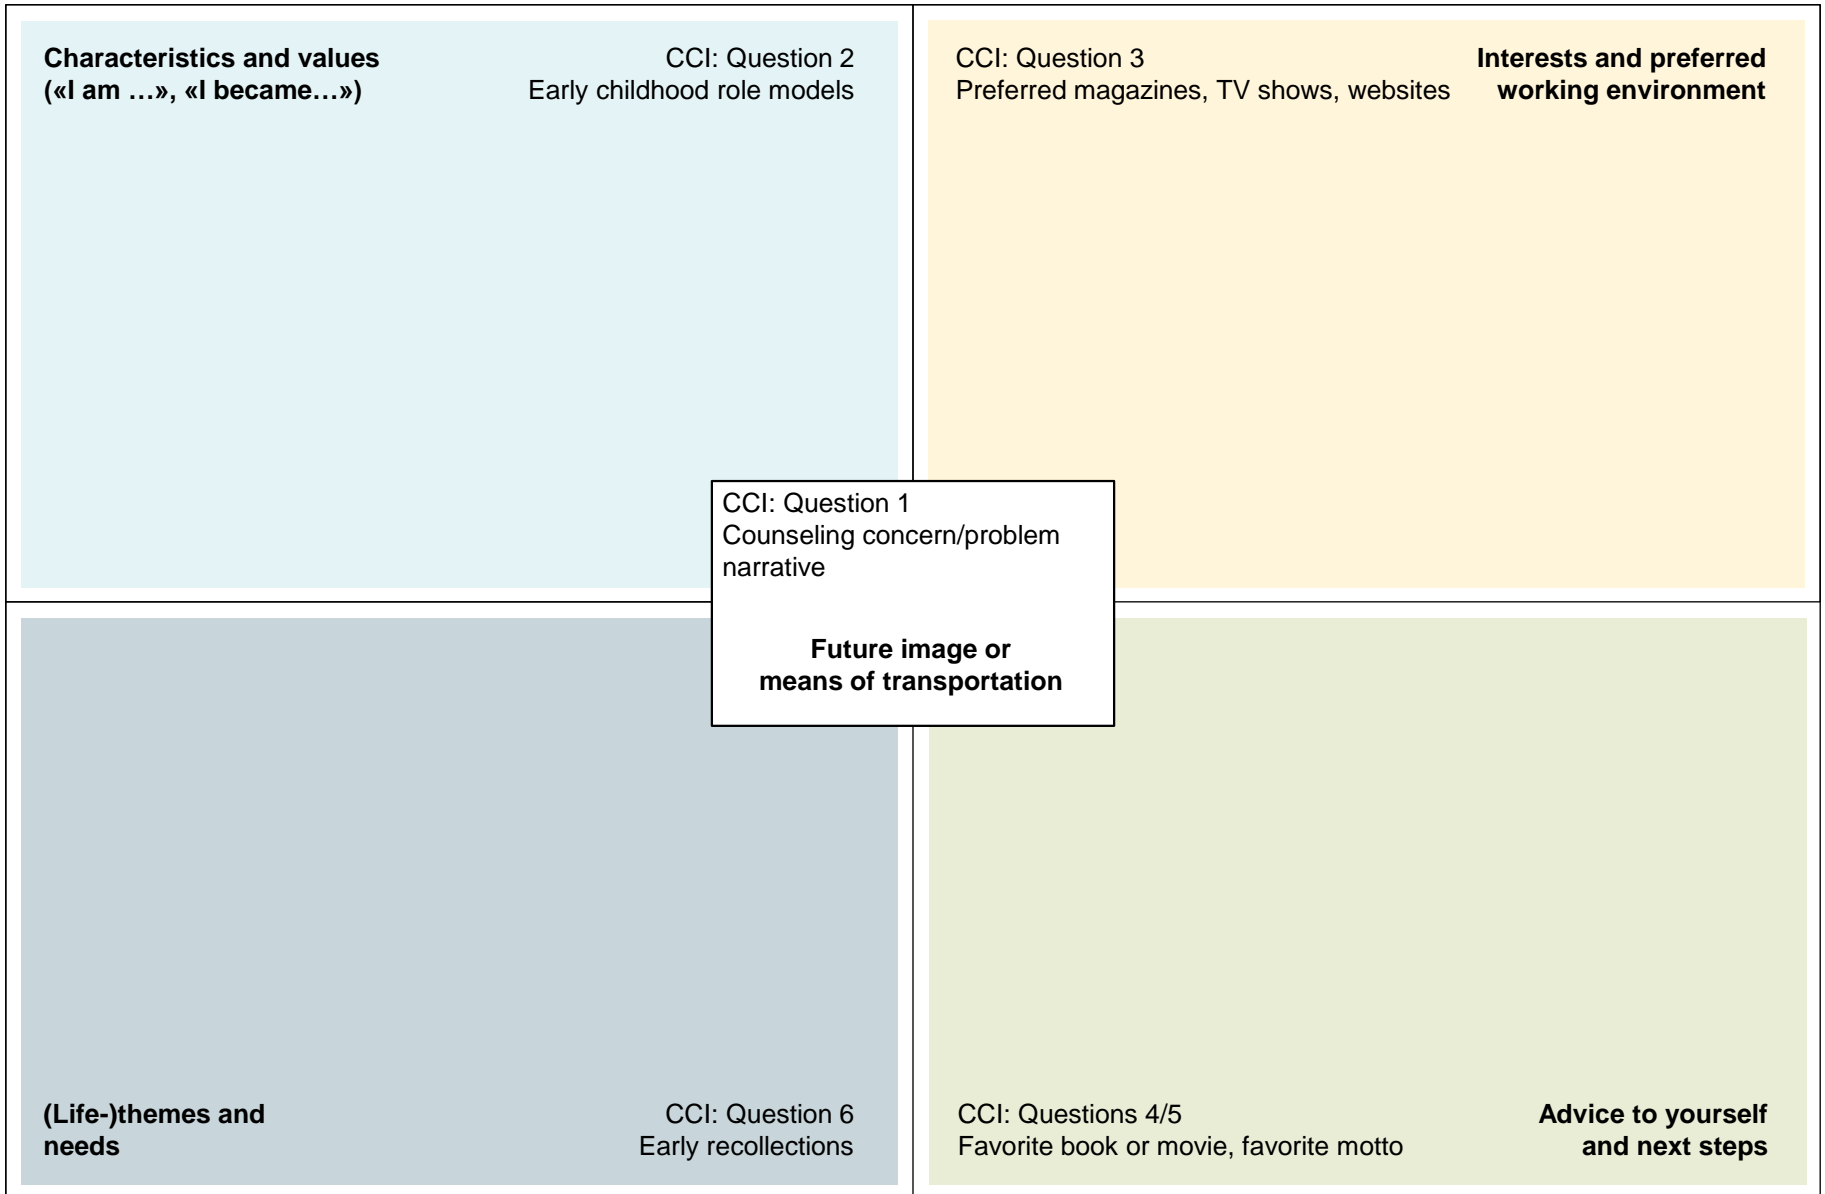 Characteristics and values
(«I am …», «I became…»)
CCI: Question 2
Early childhood role models
CCI: Question 3
Preferred magazines, TV shows, websites
Interests and preferred
working environment
CCI: Question 1
Counseling concern/problem
narrative
Future image or
means of transportation
(Life-)themes and
needs
CCI: Question 6
Early recollections
CCI: Questions 4/5
Favorite book or movie, favorite motto
Advice to yourself
and next steps